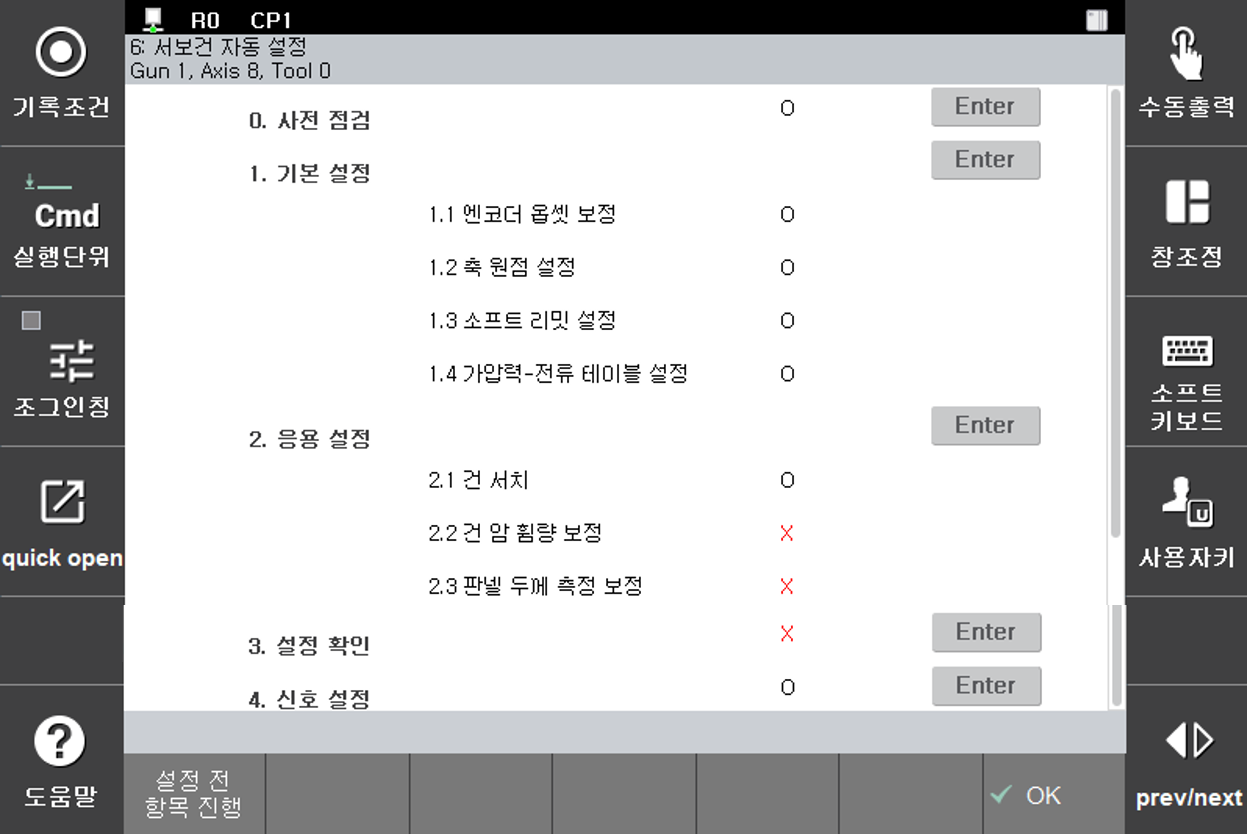 R0 CP1
6: 서보건 자동 설정
Gun 1, Axis 8, Tool 0
기록조건
Cmd
실행단위
조그인칭
quick open
도움말
0. 사전 점검 O Enter
1. 기본 설정 Enter
1.1 엔코더 옵셋 보정 O
1.2 축 원점 설정 O
1.3 소프트 리밋 설정 O
1.4 가압력-전류 테이블 설정 O
2. 응용 설정 Enter
2.1 건 서치 O
2.2 건 암 휨량 보정 X
2.3 판넬 두께 측정 보정 X
3. 설정 확인 X Enter
4. 신호 설정 O Enter
수동출력
창조정
소프트
키보드
U
사용자키
prev/next
설정 전
항목 진행
OK